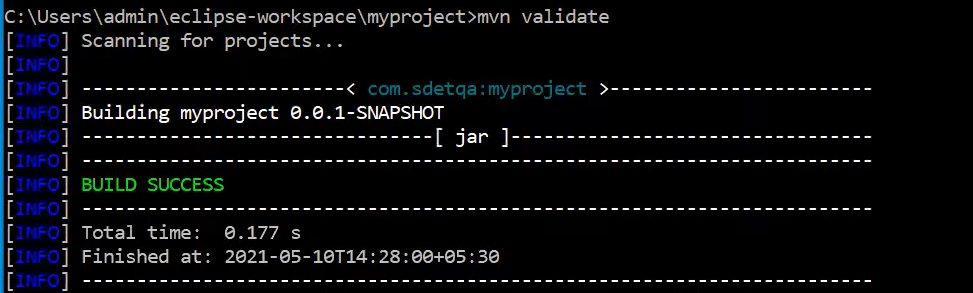 C:\Users\admin\eclipse-workspace\myproject>mvn validate
[INFO] Scanning for projects...
[INFO]
[INFO] ------------------------< com.sdetqa:myproject >------------------------
[INFO] Building myproject 0.0.1-SNAPSHOT
[INFO] --------------------------------[ jar ]---------------------------------
[INFO] ------------------------------------------------------------------------
[INFO] BUILD SUCCESS
[INFO] ------------------------------------------------------------------------
[INFO] Total time:  0.177 s
[INFO] Finished at: 2021-05-10T14:28:00+05:30
[INFO] ------------------------------------------------------------------------